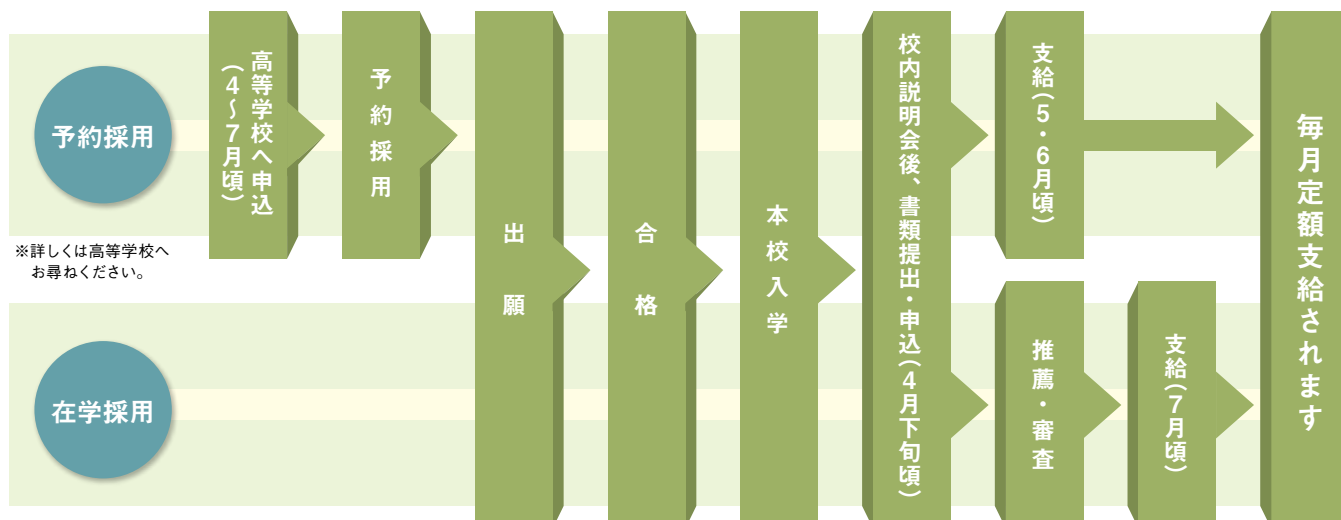 予約採用
※詳しくは高等学校へ
お尋ねください。
高等学校へ申込
(4〜7月頃)
予約採用
出願
合格
本校入学
校内説明会後、書類提出・申込(4月下旬頃)
支給(5・6月頃)
在学採用
推薦・審査
支給(7月頃)
毎月定額支給されます